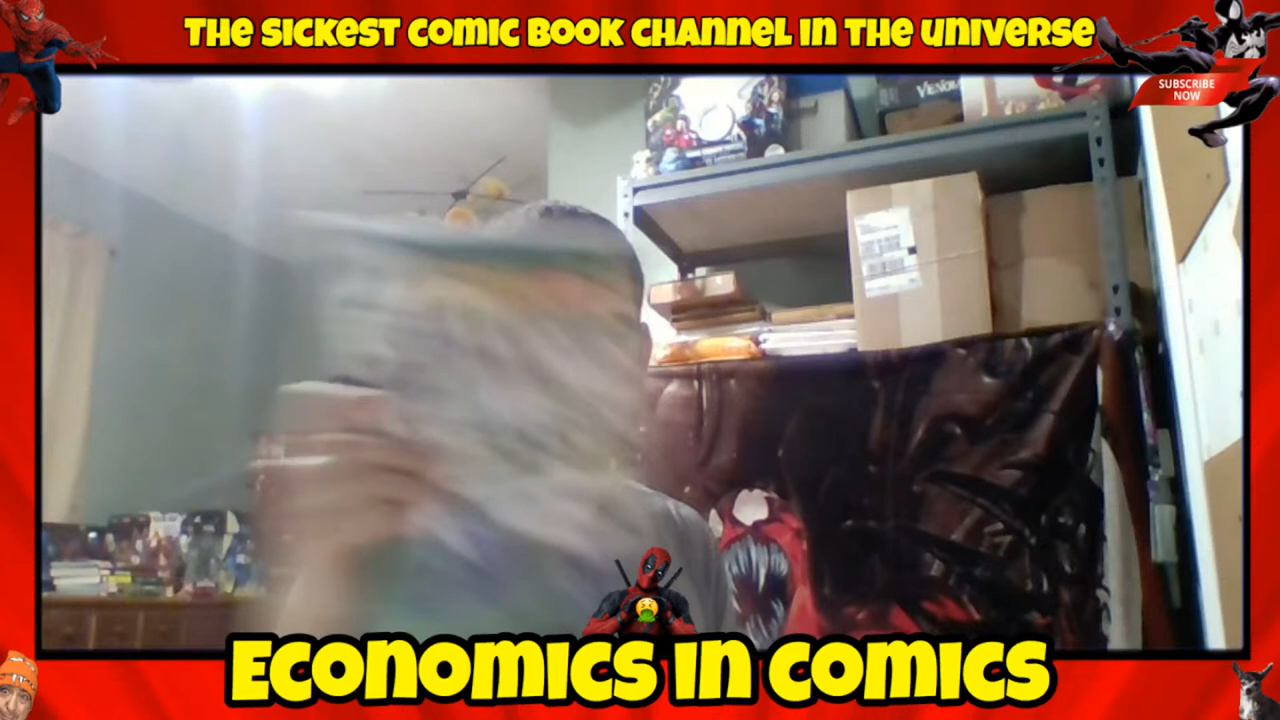 THE SICKEST COMIC BOOK CHANNEL IN THE UNIVERSE
SUBSCRIBE
NOW
VENOM
ECONOMICS IN COMICS